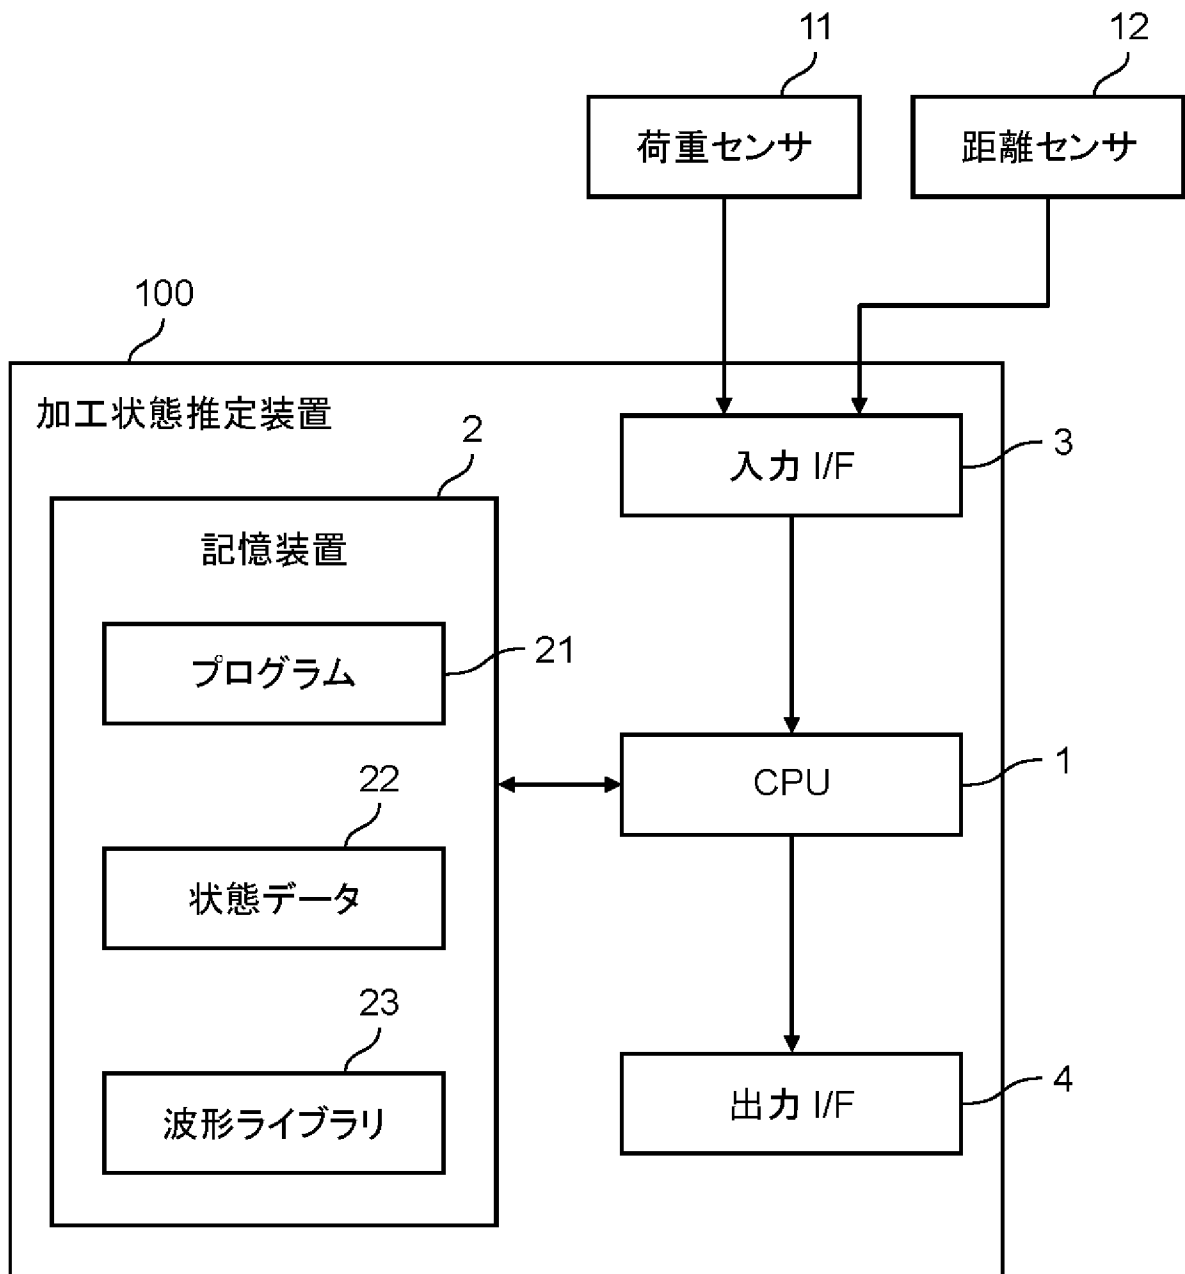 11
12
荷重センサ
距離センサ
100
加工状態推定装置
2
入力 I/F
3
記憶装置
プログラム
21
22
CPU
1
状態データ
23
波形ライブラリ
出力 I/F
4